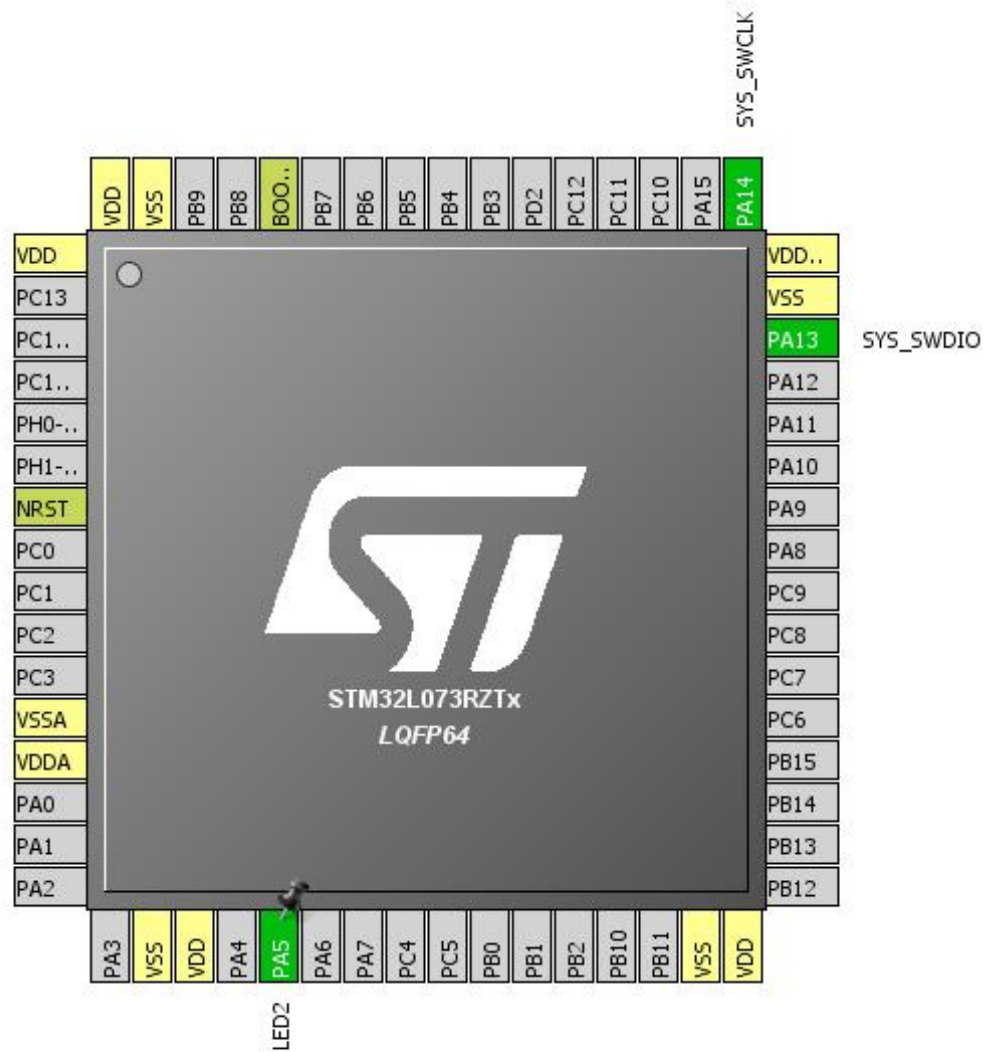 SYS_SWCLK
VDD
VSS
PB9
PB8
BOO..
PB7
PB6
PB5
PB4
PB3
PD2
PC12
PC11
PC10
PA15
PA14
VDD
PC13
PC1..
PC1..
PH0-..
PH1-..
NRST
PC0
PC1
PC2
PC3
VSSA
VDDA
PA0
PA1
PA2
VDD..
VSS
PA13 SYS_SWDIO
PA12
PA11
PA10
PA9
PA8
PC9
PC8
PC7
PC6
PB15
PB14
PB13
PB12
ST
STM32L073RZTx
LQFP64
PA3
VSS
VDD
PA4
PA5
PA6
PA7
PC4
PC5
PB0
PB1
PB2
PB10
PB11
VSS
VDD
LED2